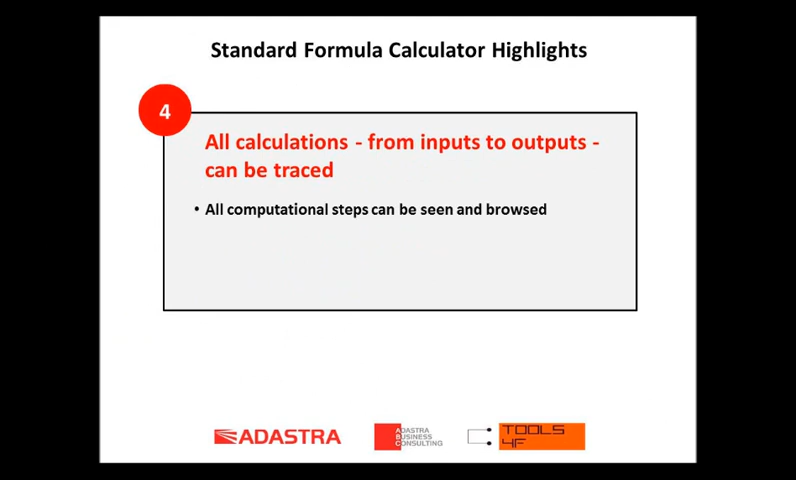 Standard Formula Calculator Highlights
4
All calculations - from inputs to outputs -
can be traced
• All computational steps can be seen and browsed
ADASTRA
ADASTRA
BUSINESS
CONSULTING
TOOLS
4F